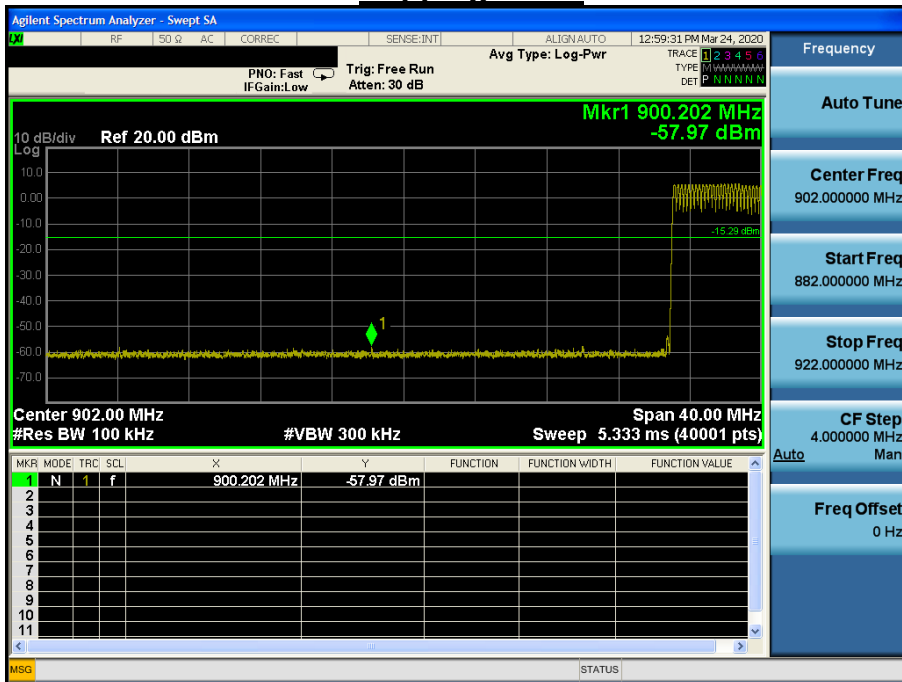 Agilent Spectrum Analyzer - Swept SA
LXI RF 50 Ω AC CORREC SENSE:INT ALIGN AUTO 12:59:31 PM Mar 24, 2020
Frequency
PNO: Fast
IFGain:Low
Trig: Free Run
Atten: 30 dB
Avg Type: Log-Pwr
TRACE 1 2 3 4 5 6
TYPE M
DET P N N N N N
Auto Tune
Mkr1 900.202 MHz
-57.97 dBm
10 dB/div Ref 20.00 dBm
Log
10.0
0.00
-10.0
-20.0
-30.0
-40.0
-50.0
-60.0
-70.0
-15.29 dBm
1
Center Freq
902.000000 MHz
Start Freq
882.000000 MHz
Stop Freq
922.000000 MHz
Center 902.00 MHz Span 40.00 MHz
#Res BW 100 kHz #VBW 300 kHz Sweep 5.333 ms (40001 pts)
CF Step
4.000000 MHz
Auto Man
MKR MODE TRC SCL X Y FUNCTION FUNCTION WIDTH FUNCTION VALUE
1 N 1 f 900.202 MHz -57.97 dBm
2
3
4
5
6
7
8
9
10
11
Freq Offset
0 Hz
MSG STATUS